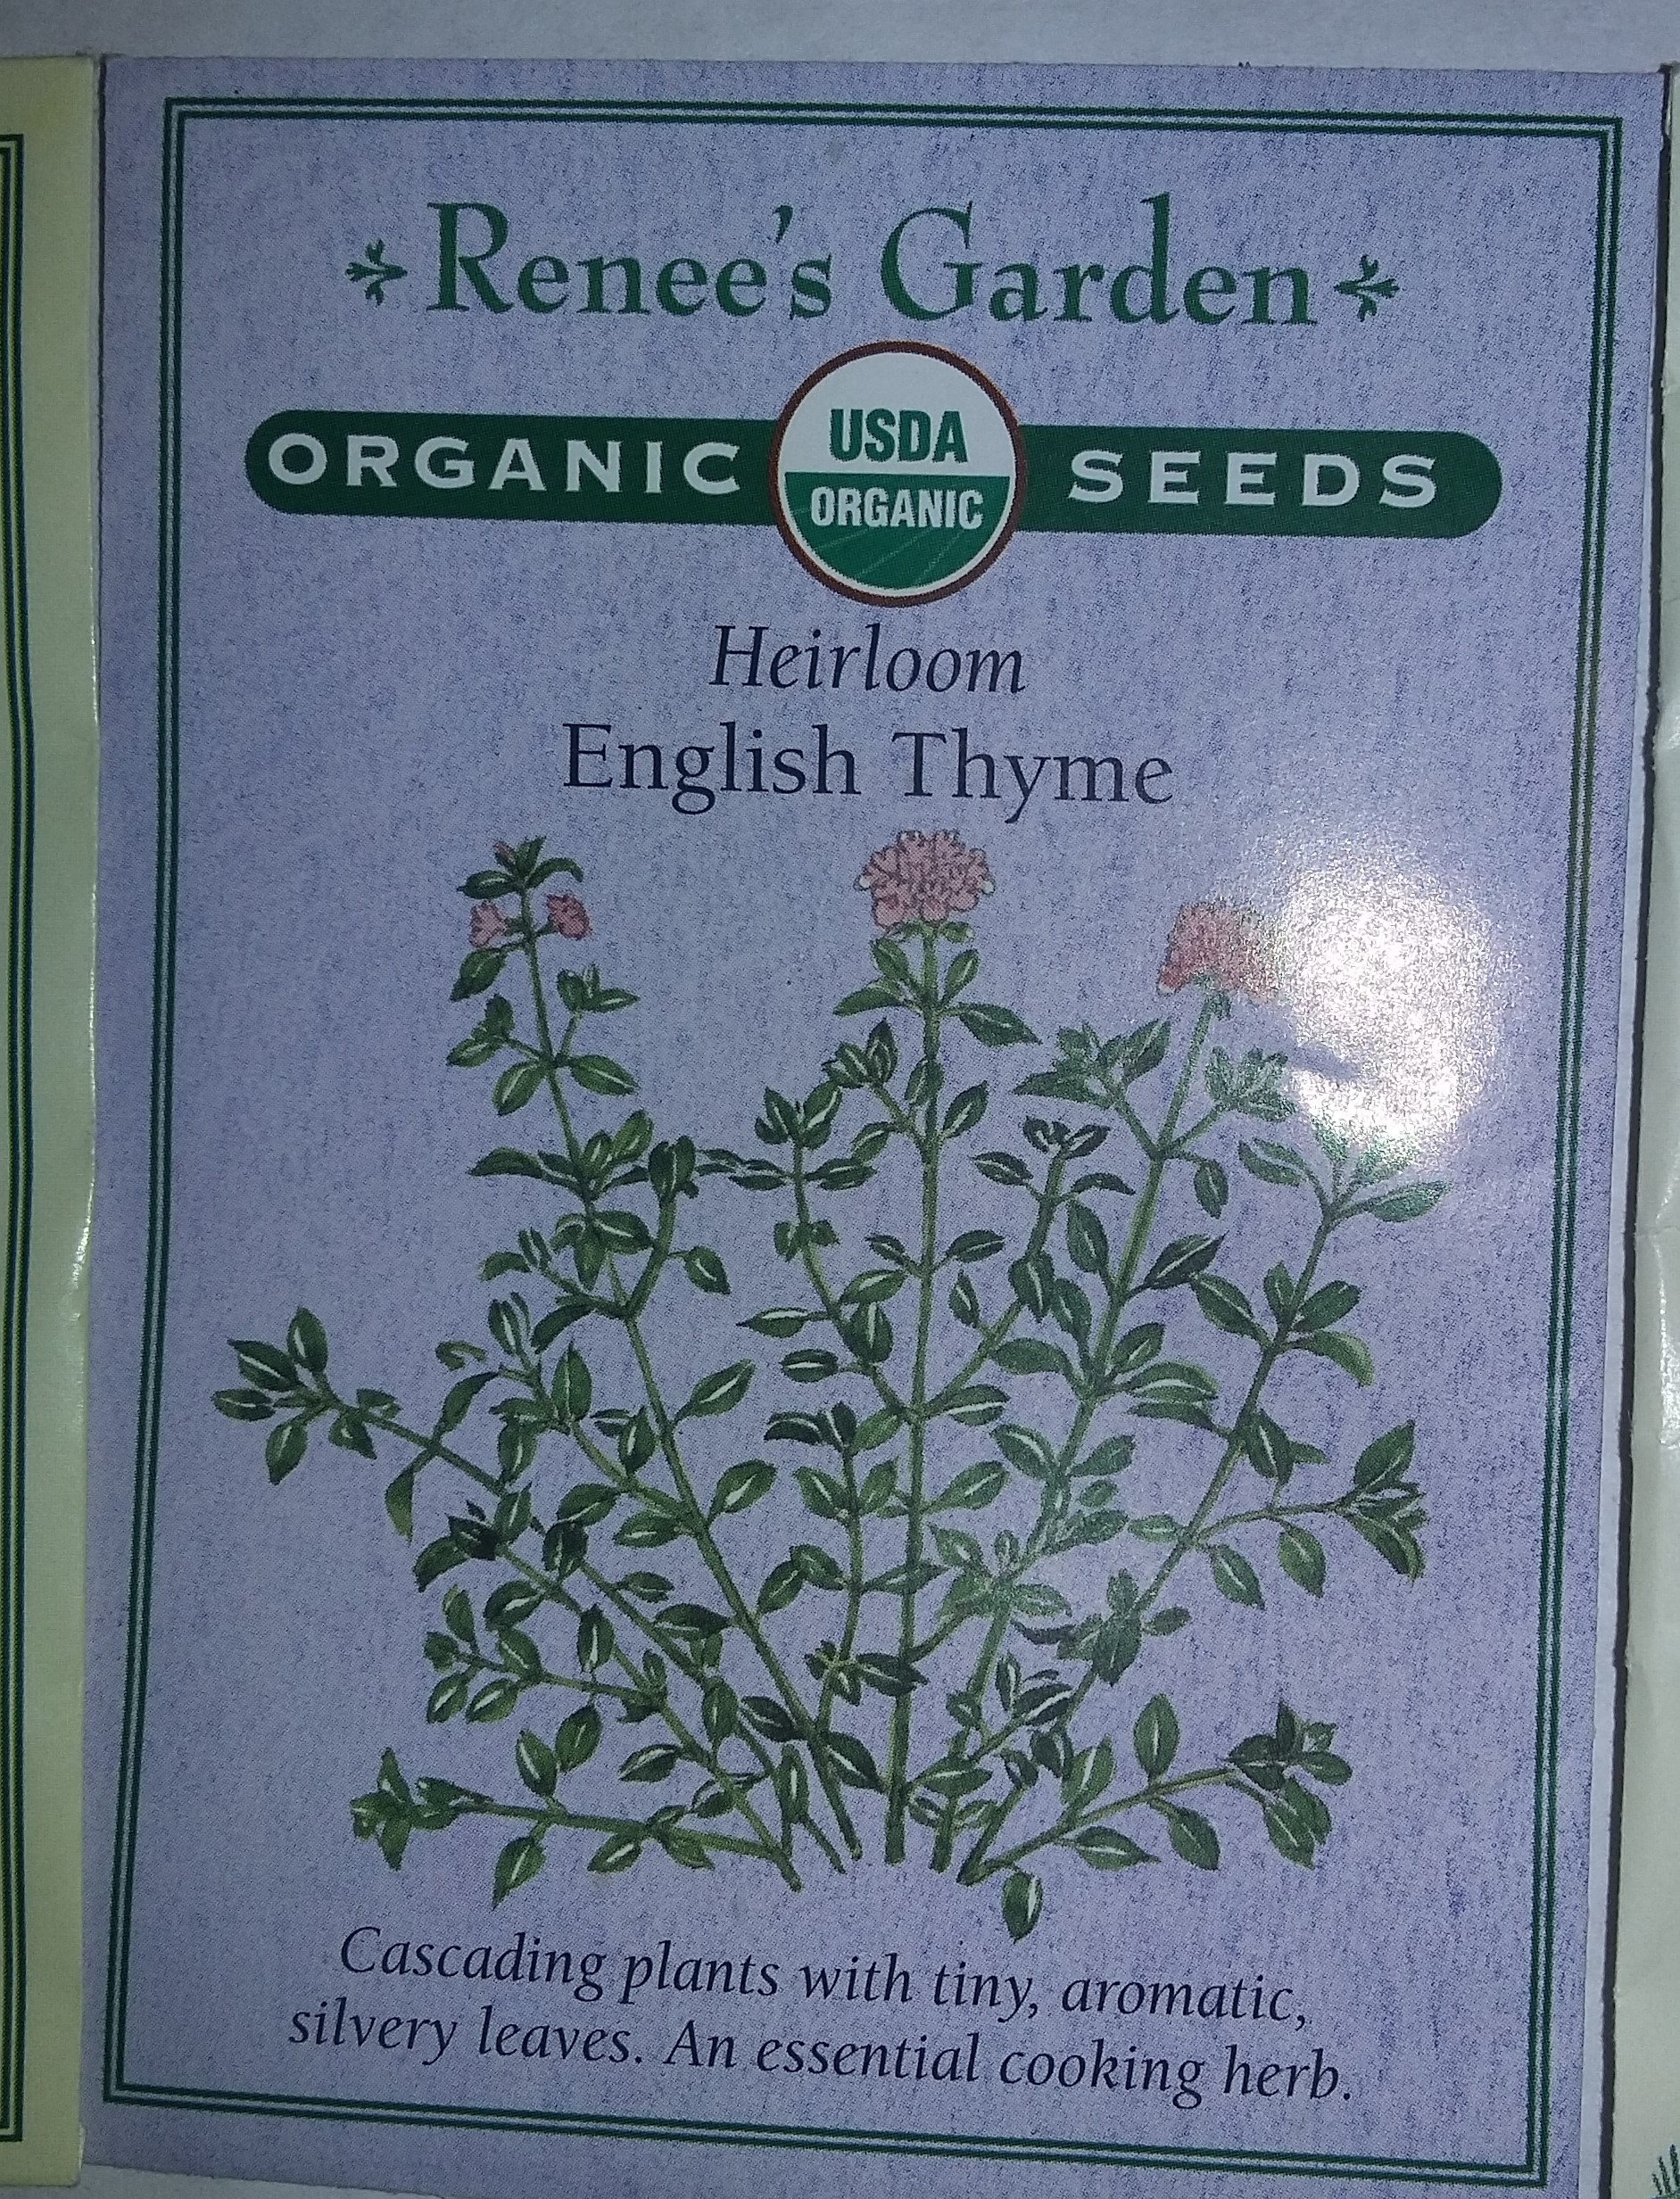 Renee's Garden
ORGANIC USDA ORGANIC SEEDS
Heirloom
English Thyme
Cascading plants with tiny, aromatic,
silvery leaves. An essential cooking herb.